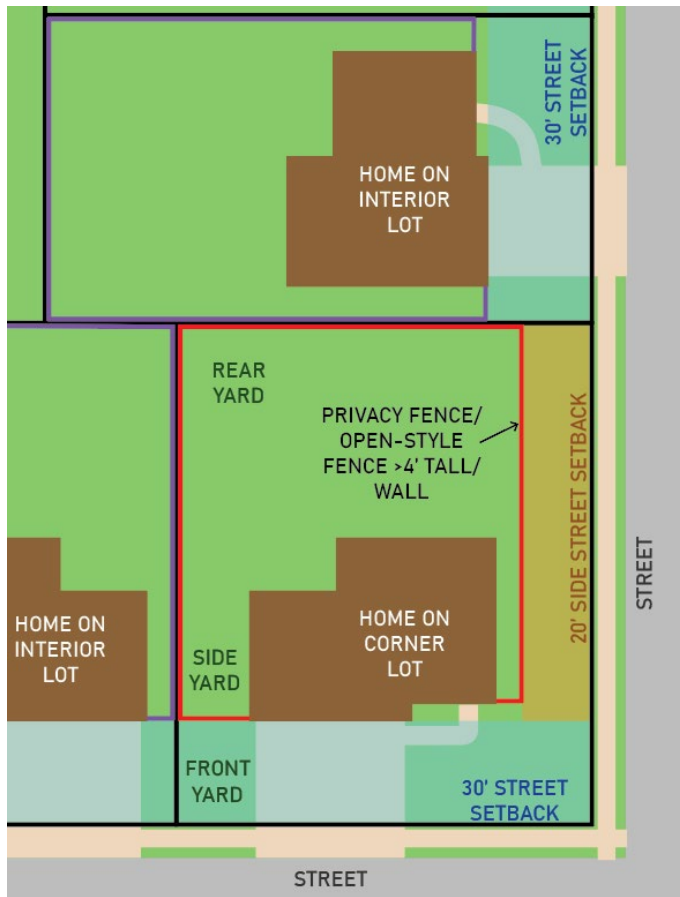 30' STREET
SETBACK
HOME ON
INTERIOR
LOT
REAR
YARD
PRIVACY FENCE/
OPEN-STYLE
FENCE >4' TALL/
WALL
20' SIDE STREET SETBACK
STREET
HOME ON
INTERIOR
LOT
SIDE
YARD
HOME ON
CORNER
LOT
FRONT
YARD
30' STREET
SETBACK
STREET